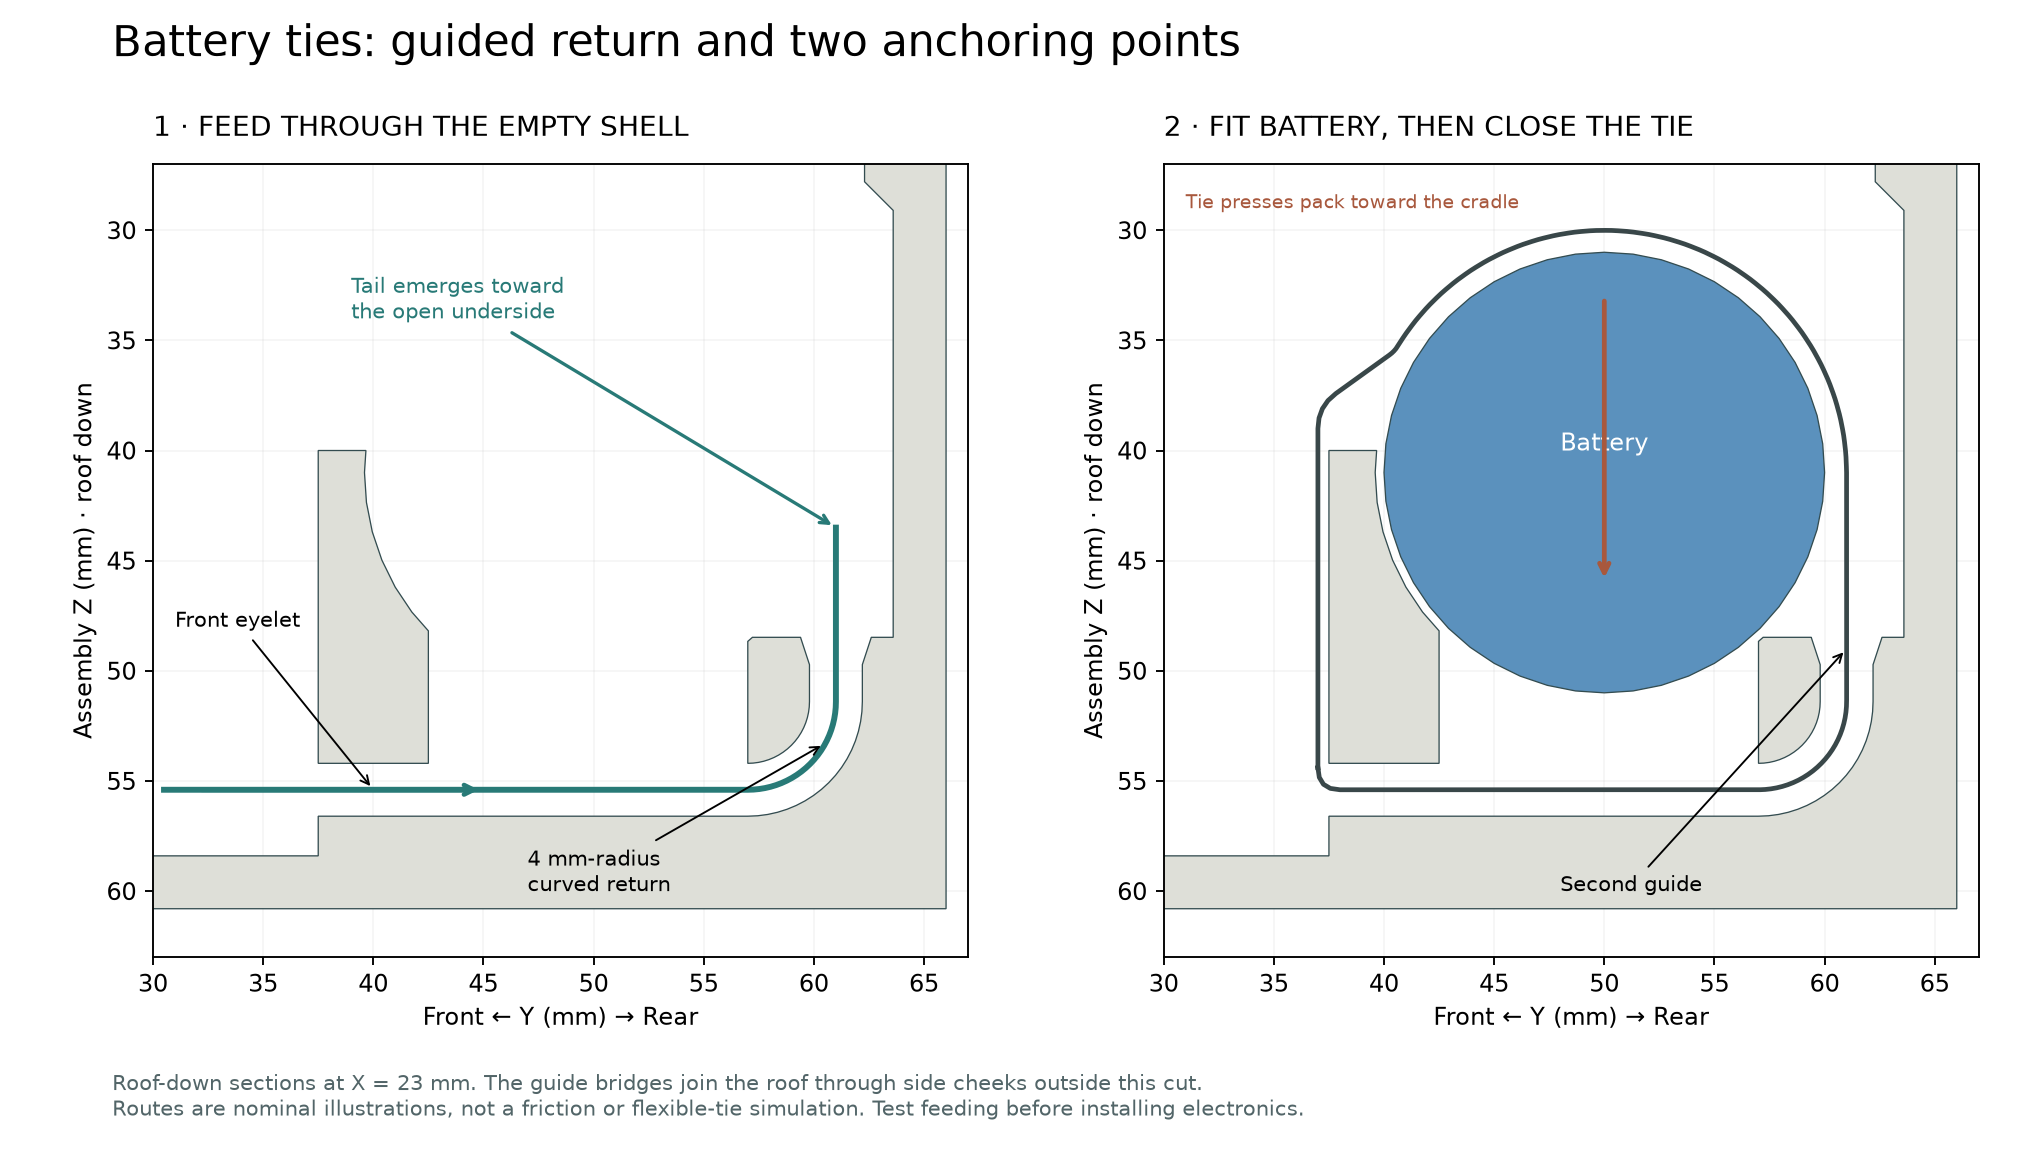 Battery ties: guided return and two anchoring points
1 · FEED THROUGH THE EMPTY SHELL
Tail emerges toward
the open underside
Front eyelet
4 mm-radius
curved return
30
35
40
45
50
55
60
Assembly Z (mm) · roof down
30 35 40 45 50 55 60 65
Front ← Y (mm) → Rear
2 · FIT BATTERY, THEN CLOSE THE TIE
Tie presses pack toward the cradle
Battery
Second guide
30
35
40
45
50
55
60
Assembly Z (mm) · roof down
30 35 40 45 50 55 60 65
Front ← Y (mm) → Rear
Roof-down sections at X = 23 mm. The guide bridges join the roof through side cheeks outside this cut.
Routes are nominal illustrations, not a friction or flexible-tie simulation. Test feeding before installing electronics.